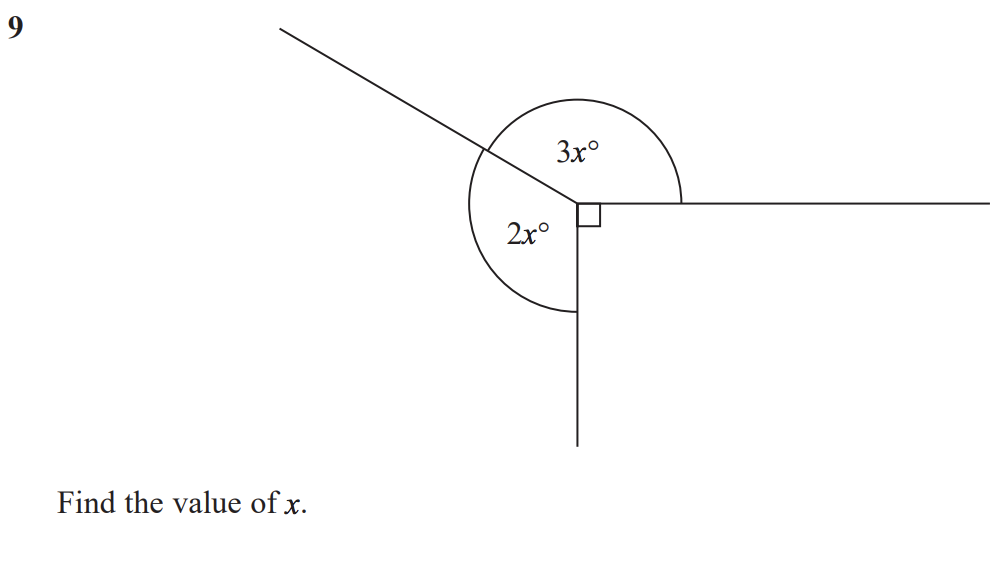 9
3x°
2x°
Find the value of x.